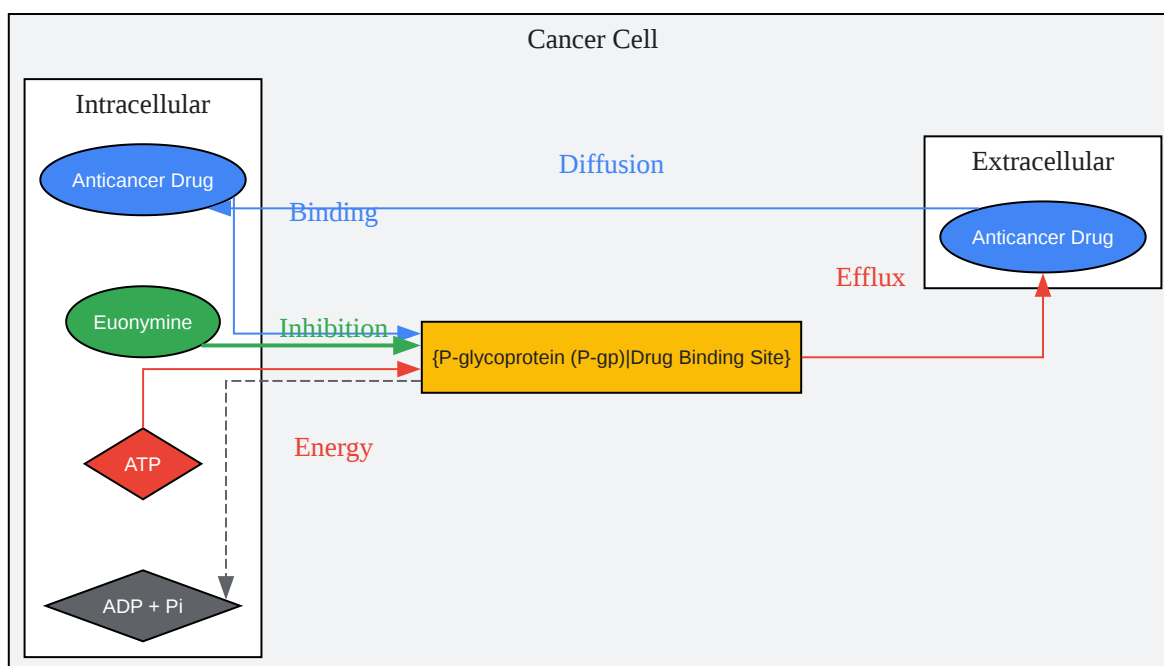 Cancer Cell
Intracellular
Anticancer Drug
Diffusion
Extracellular
Binding
Anticancer Drug
Efflux
Euonymine
Inhibition
{P-glycoprotein (P-gp)|Drug Binding Site}
Energy
ATP
ADP + Pi